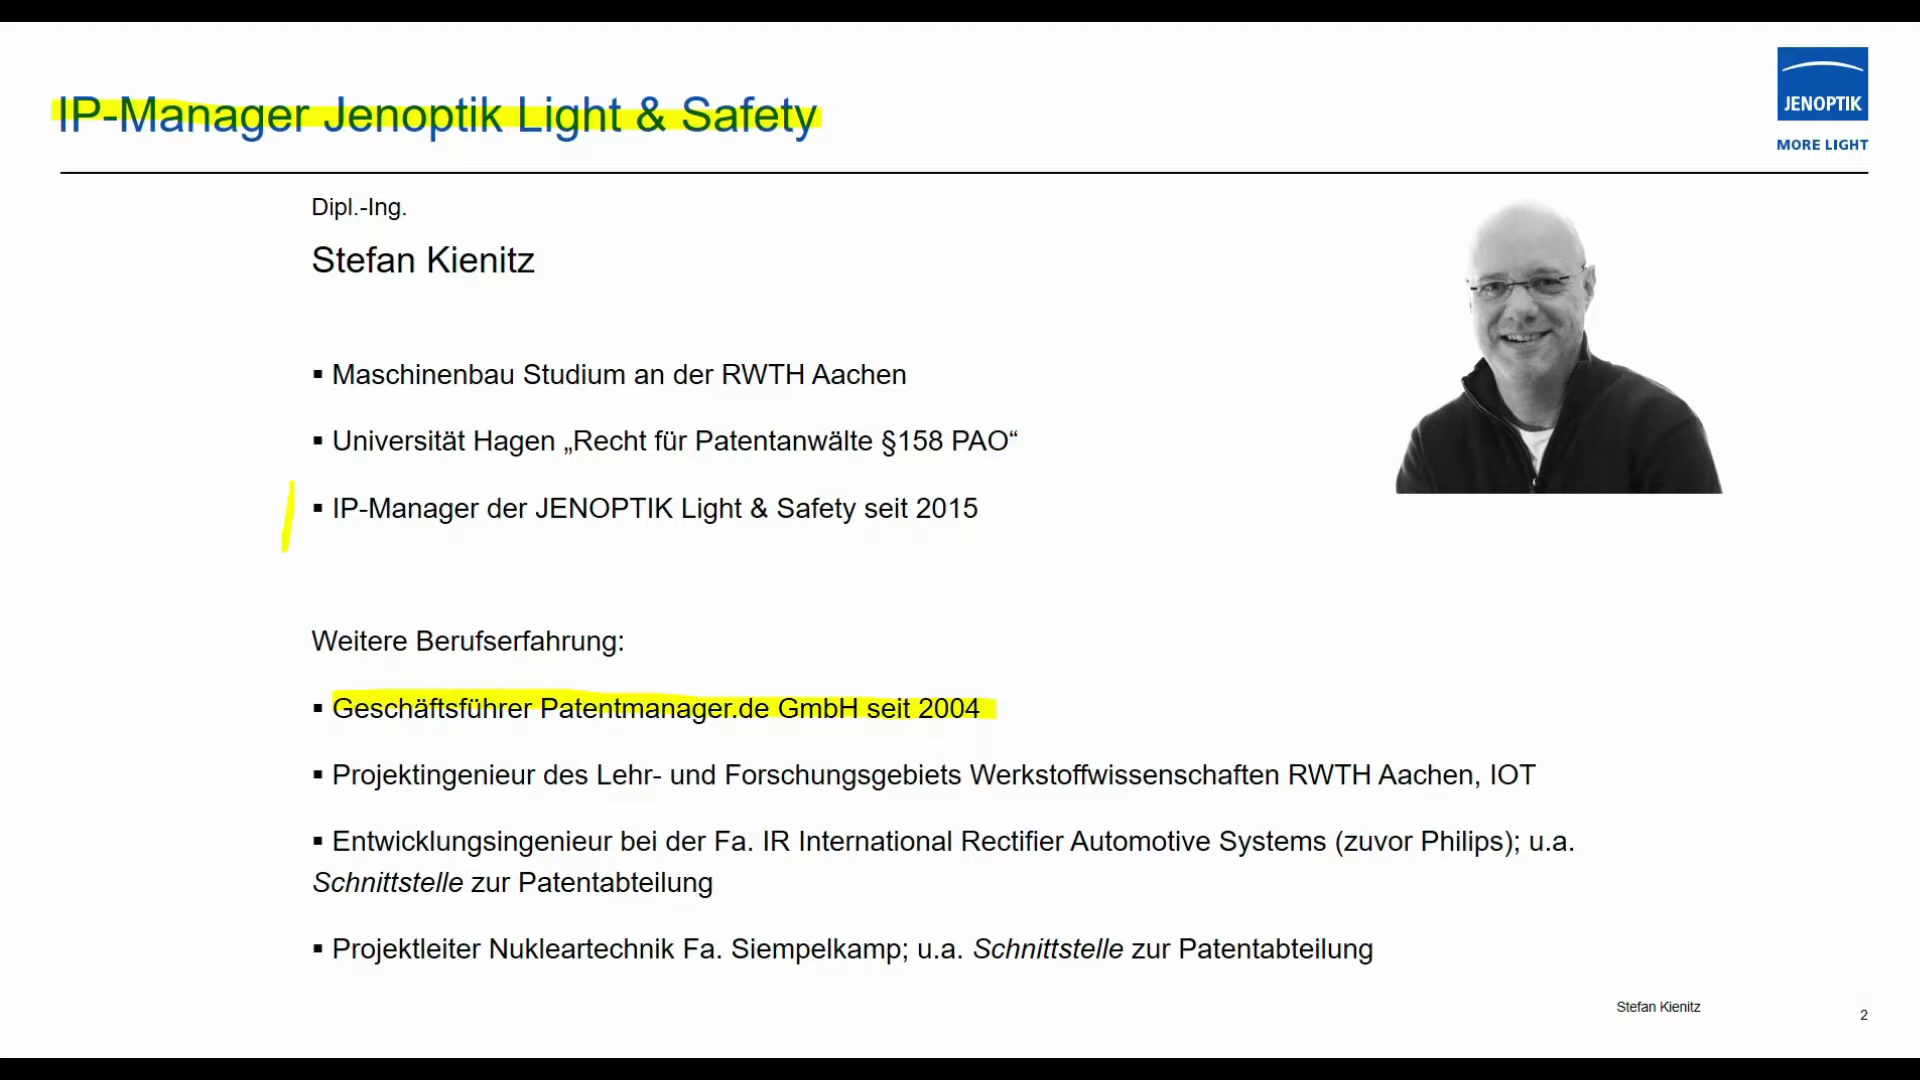 IP-Manager Jenoptik Light & Safety
JENOPTIK
MORE LIGHT
Dipl.-Ing.
Stefan Kienitz
▪ Maschinenbau Studium an der RWTH Aachen
▪ Universität Hagen „Recht für Patentanwälte §158 PAO“
▪ IP-Manager der JENOPTIK Light & Safety seit 2015
Weitere Berufserfahrung:
▪ Geschäftsführer Patentmanager.de GmbH seit 2004
▪ Projektingenieur des Lehr- und Forschungsgebiets Werkstoffwissenschaften RWTH Aachen, IOT
▪ Entwicklungsingenieur bei der Fa. IR International Rectifier Automotive Systems (zuvor Philips); u.a.
Schnittstelle zur Patentabteilung
▪ Projektleiter Nukleartechnik Fa. Siempelkamp; u.a. Schnittstelle zur Patentabteilung
Stefan Kienitz
2